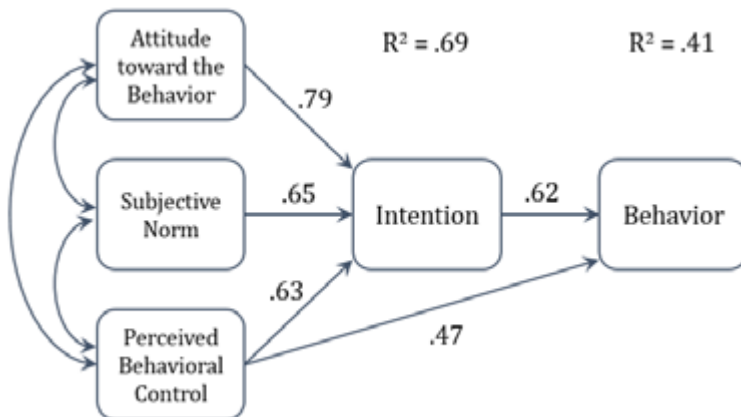 Attitude
toward the
Behavior
R² = .69
R² = .41
.79
Subjective
Norm
.65
Intention
.62
Behavior
.63
Perceived
Behavioral
Control
.47